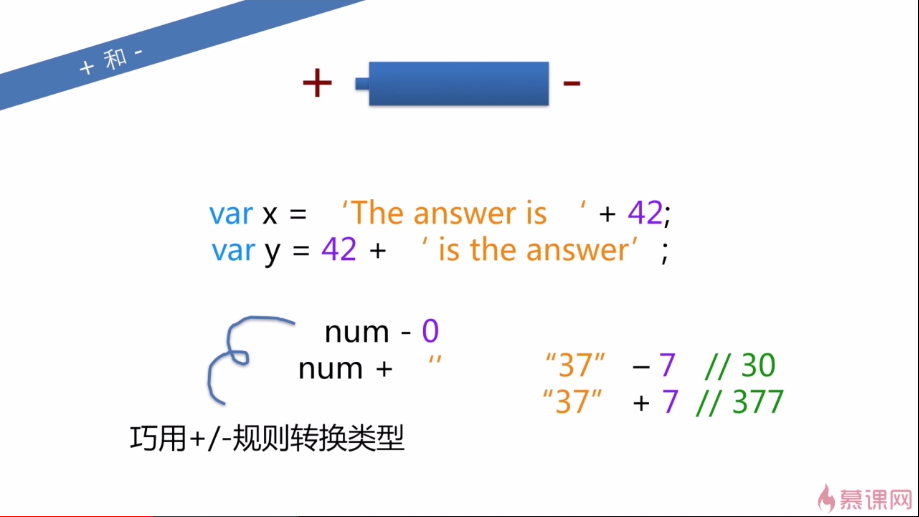 + 和 -
+ -
var x = ‘The answer is ‘ + 42;
var y = 42 + ‘ is the answer’ ;
num - 0
num + ‘’
“37” – 7 // 30
“37” + 7 // 377
巧用+/-规则转换类型
慕课网